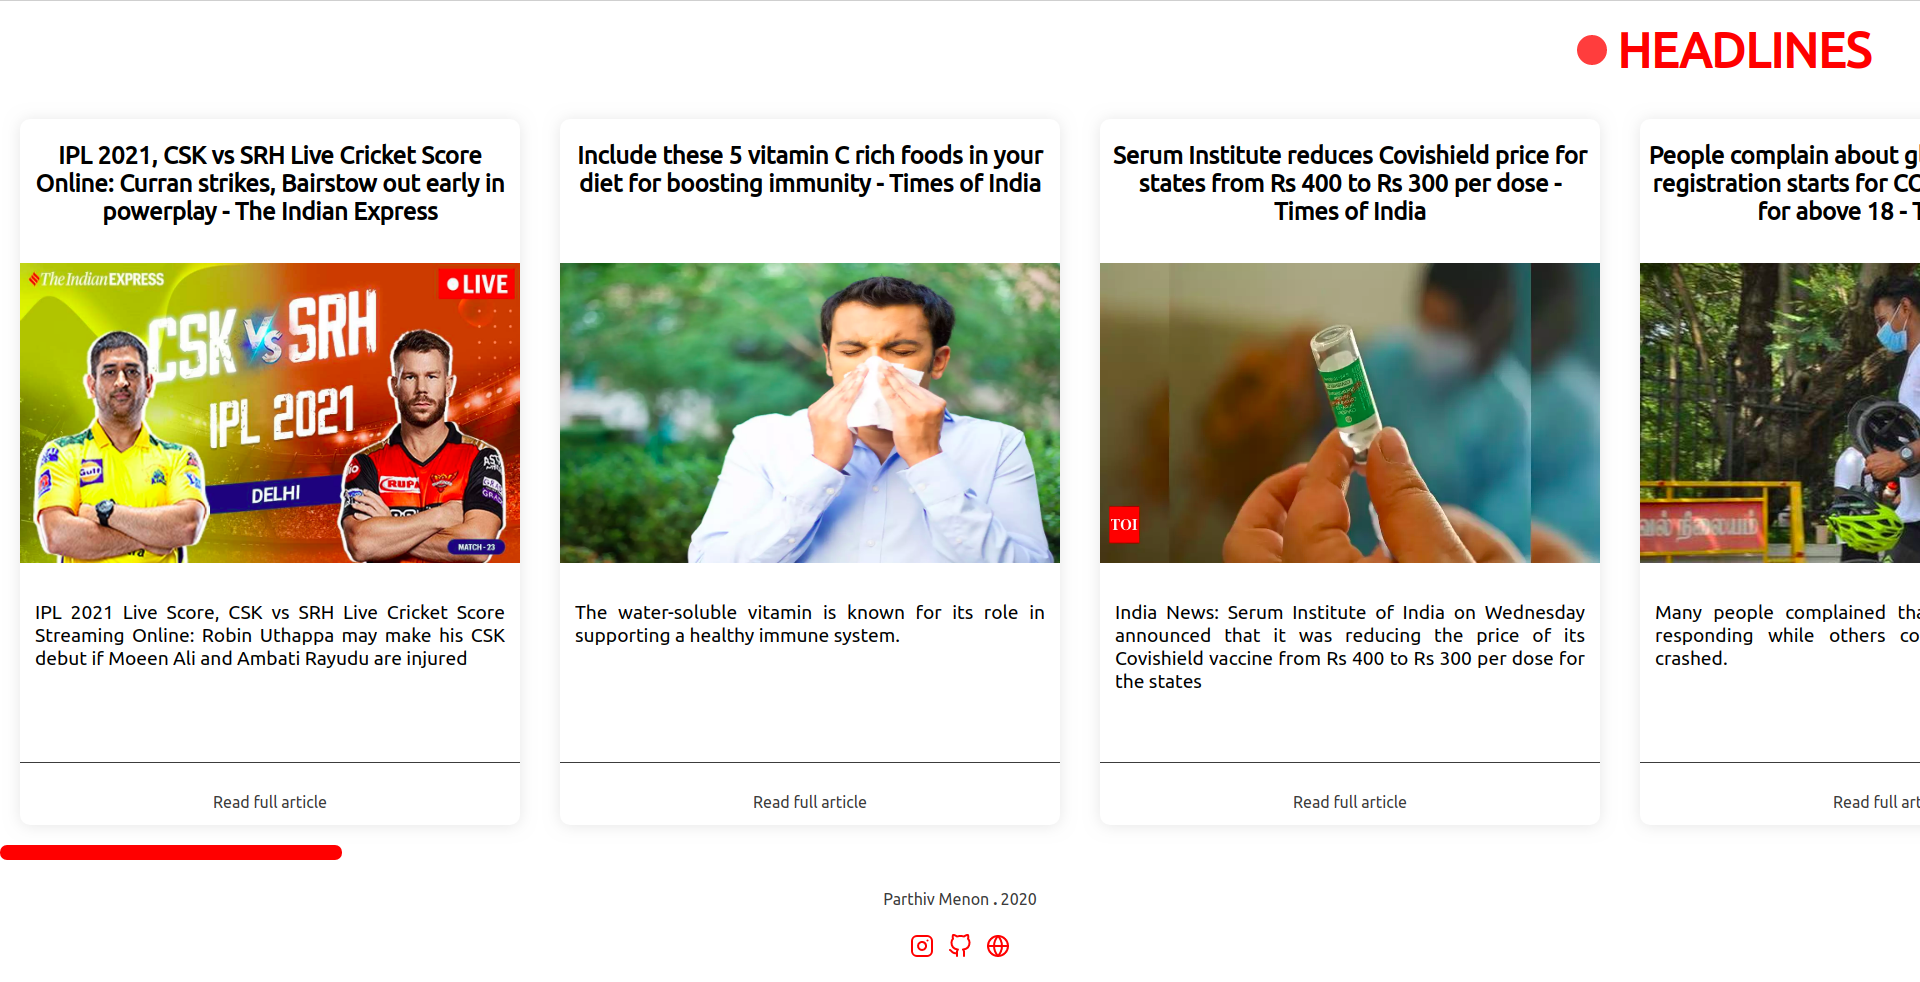 HEADLINES
IPL 2021, CSK vs SRH Live Cricket Score
Online: Curran strikes, Bairstow out early in
powerplay - The Indian Express
The Indian EXPRESS
LIVE
CSK VS SRH
IPL 2021
Gulf
DELHI
MATCH - 23
IPL 2021 Live Score, CSK vs SRH Live Cricket Score
Streaming Online: Robin Uthappa may make his CSK
debut if Moeen Ali and Ambati Rayudu are injured
Read full article
Include these 5 vitamin C rich foods in your
diet for boosting immunity - Times of India
The water-soluble vitamin is known for its role in
supporting a healthy immune system.
Read full article
Serum Institute reduces Covishield price for
states from Rs 400 to Rs 300 per dose -
Times of India
TOI
India News: Serum Institute of India on Wednesday
announced that it was reducing the price of its
Covishield vaccine from Rs 400 to Rs 300 per dose for
the states
Read full article
People complain about g
registration starts for CO
for above 18 - T
நிலையம்
Many people complained tha
responding while others co
crashed.
Read full art
Parthiv Menon . 2020